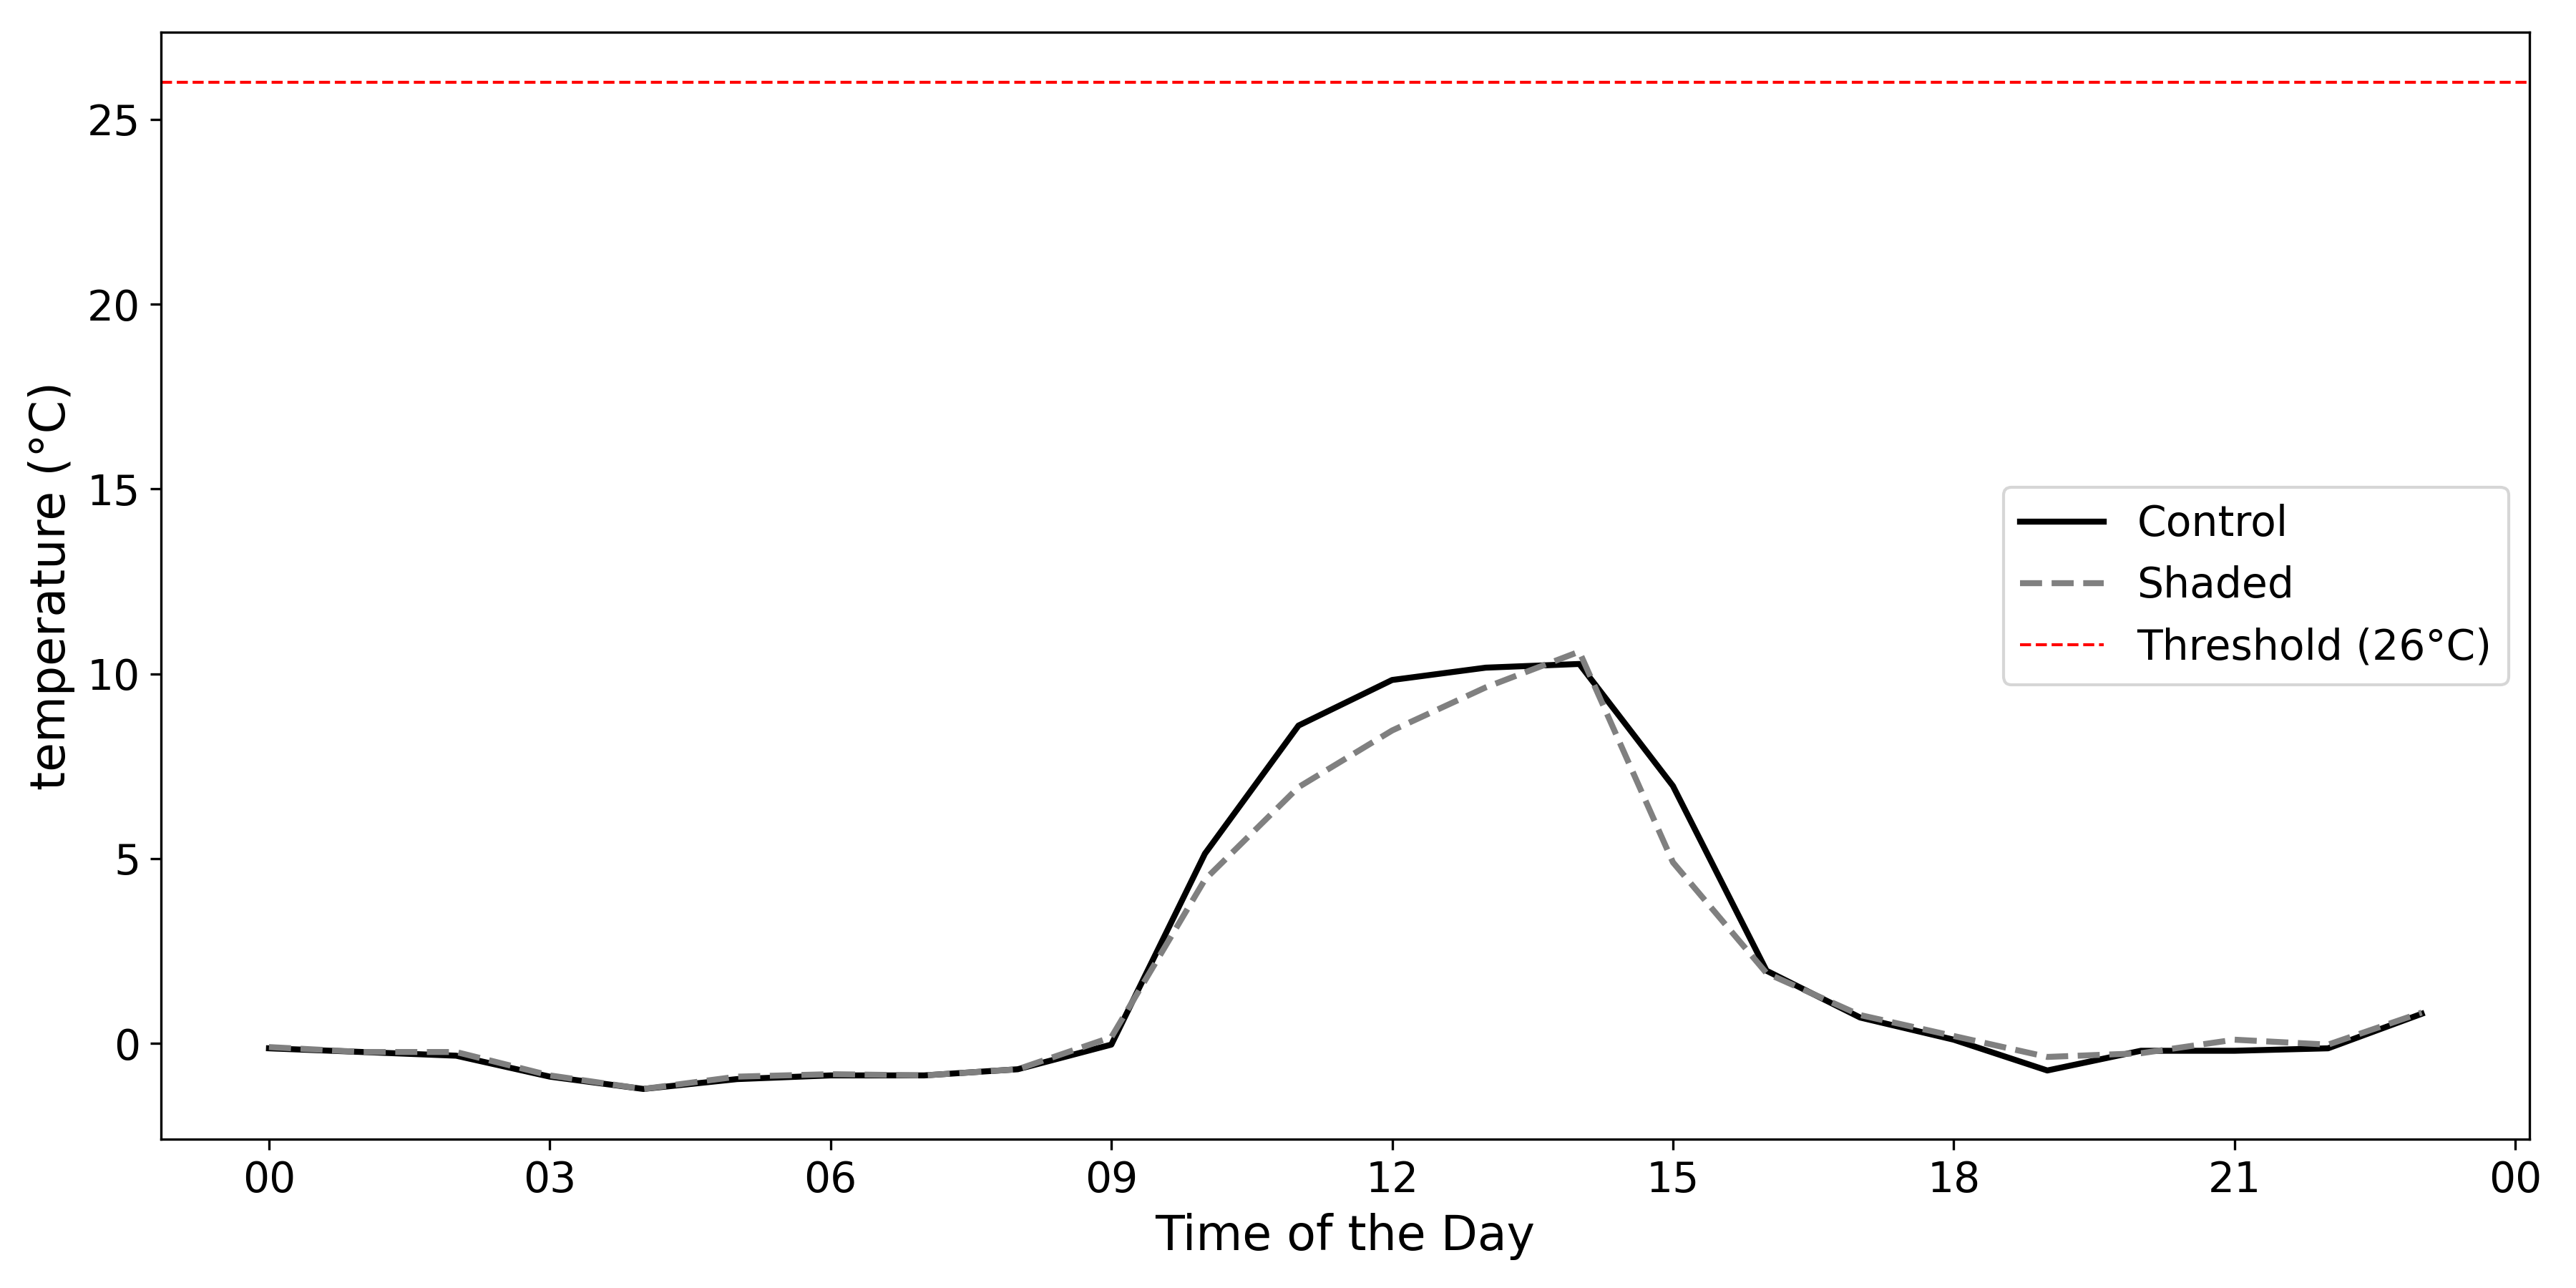 25
20
15
10
5
0
temperature (°C)
Control
Shaded
Threshold (26°C)
00 03 06 09 12 15 18 21 00
Time of the Day